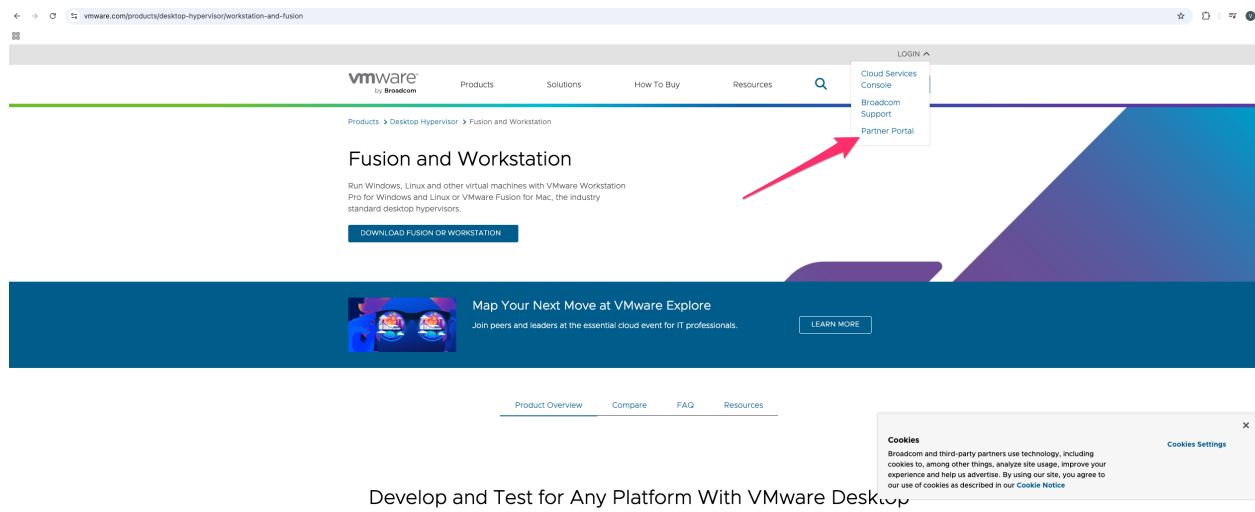 vmware.com/products/desktop-hypervisor/workstation-and-fusion
LOGIN
vmware®
by Broadcom
Products
Solutions
How To Buy
Resources
Cloud Services
Console
Broadcom
Support
Partner Portal
Products > Desktop Hypervisor > Fusion and Workstation
Fusion and Workstation
Run Windows, Linux and other virtual machines with VMware Workstation
Pro for Windows and Linux or VMware Fusion for Mac, the industry
standard desktop hypervisors.
DOWNLOAD FUSION OR WORKSTATION
Map Your Next Move at VMware Explore
Join peers and leaders at the essential cloud event for IT professionals.
LEARN MORE
Product Overview
Compare
FAQ
Resources
Cookies
Broadcom and third-party partners use technology, including
cookies to, among other things, analyze site usage, improve your
experience and help us advertise. By using our site, you agree to
our use of cookies as described in our Cookie Notice
Cookies Settings
Develop and Test for Any Platform With VMware Desktop